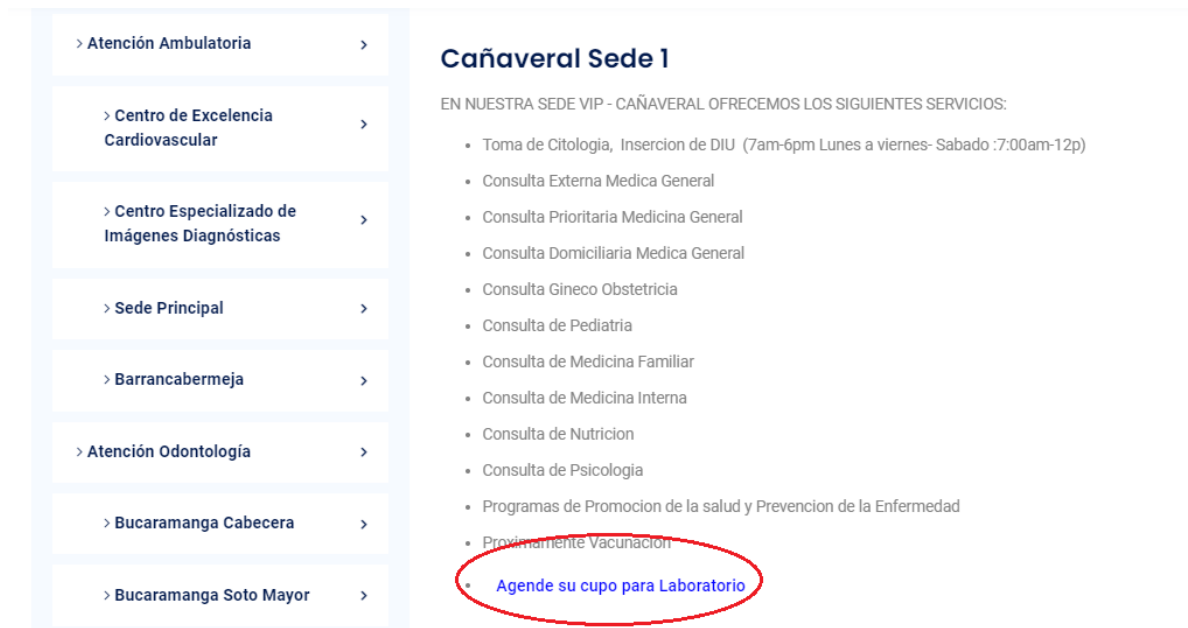 > Atención Ambulatoria >
> Centro de Excelencia
Cardiovascular >
> Centro Especializado de
Imágenes Diagnósticas >
> Sede Principal >
> Barrancabermeja >
> Atención Odontología >
> Bucaramanga Cabecera >
> Bucaramanga Soto Mayor >
Cañaveral Sede 1
EN NUESTRA SEDE VIP - CAÑAVERAL OFRECEMOS LOS SIGUIENTES SERVICIOS:
• Toma de Citologia, Insercion de DIU (7am-6pm Lunes a viernes- Sabado :7:00am-12p)
• Consulta Externa Medica General
• Consulta Prioritaria Medicina General
• Consulta Domiciliaria Medica General
• Consulta Gineco Obstetricia
• Consulta de Pediatria
• Consulta de Medicina Familiar
• Consulta de Medicina Interna
• Consulta de Nutricion
• Consulta de Psicologia
• Programas de Promocion de la salud y Prevencion de la Enfermedad
• Proximamente Vacunacion
• Agende su cupo para Laboratorio